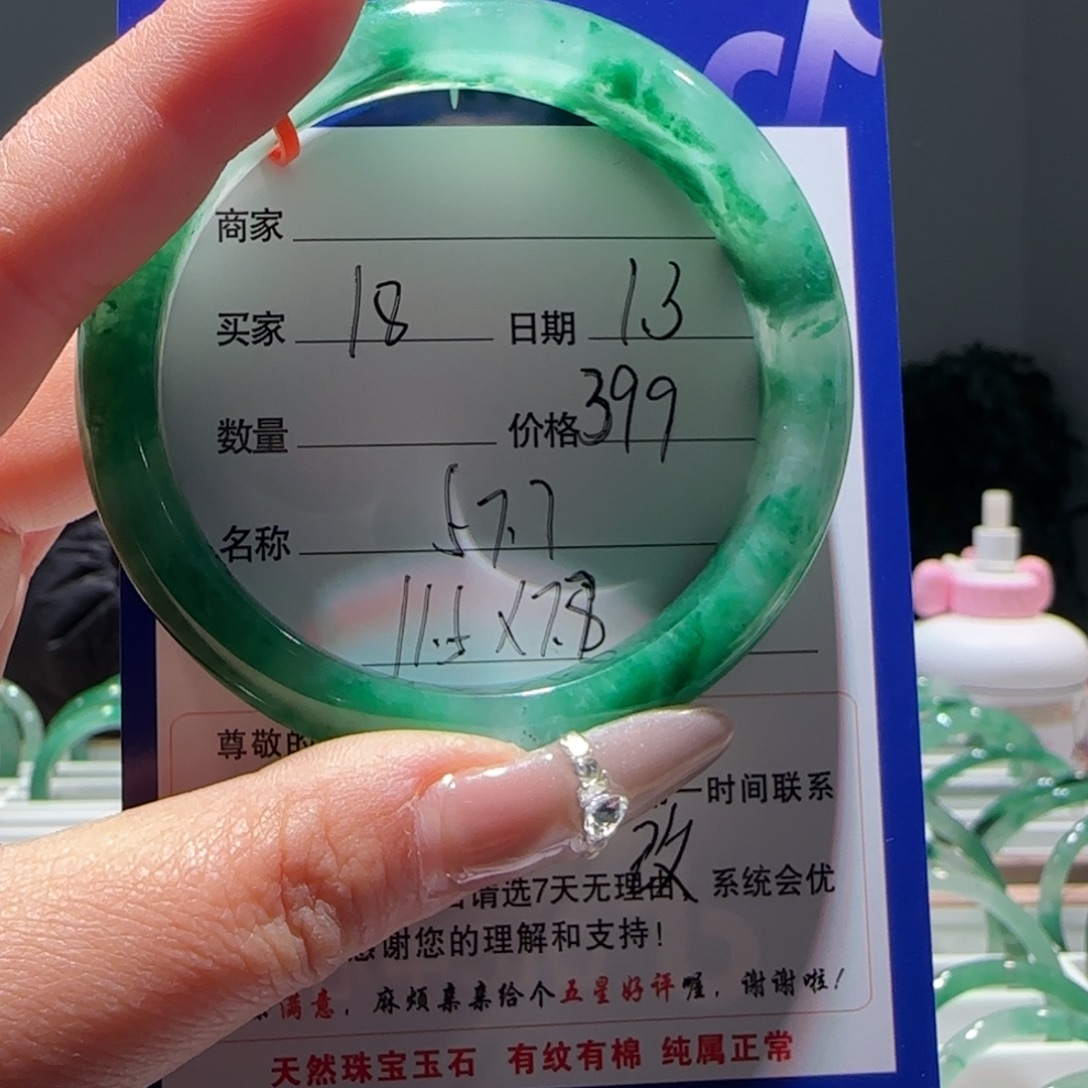 商家
买家 18 日期 13
数量 价格 399
名称 57.7
11.5×7.8
尊敬的
一时间联系
改
请选7天无理由、系统会优
感谢您的理解和支持!
满意,麻烦亲亲给个五星好评喔,谢谢啦!
天然珠宝玉石 有纹有棉 纯属正常